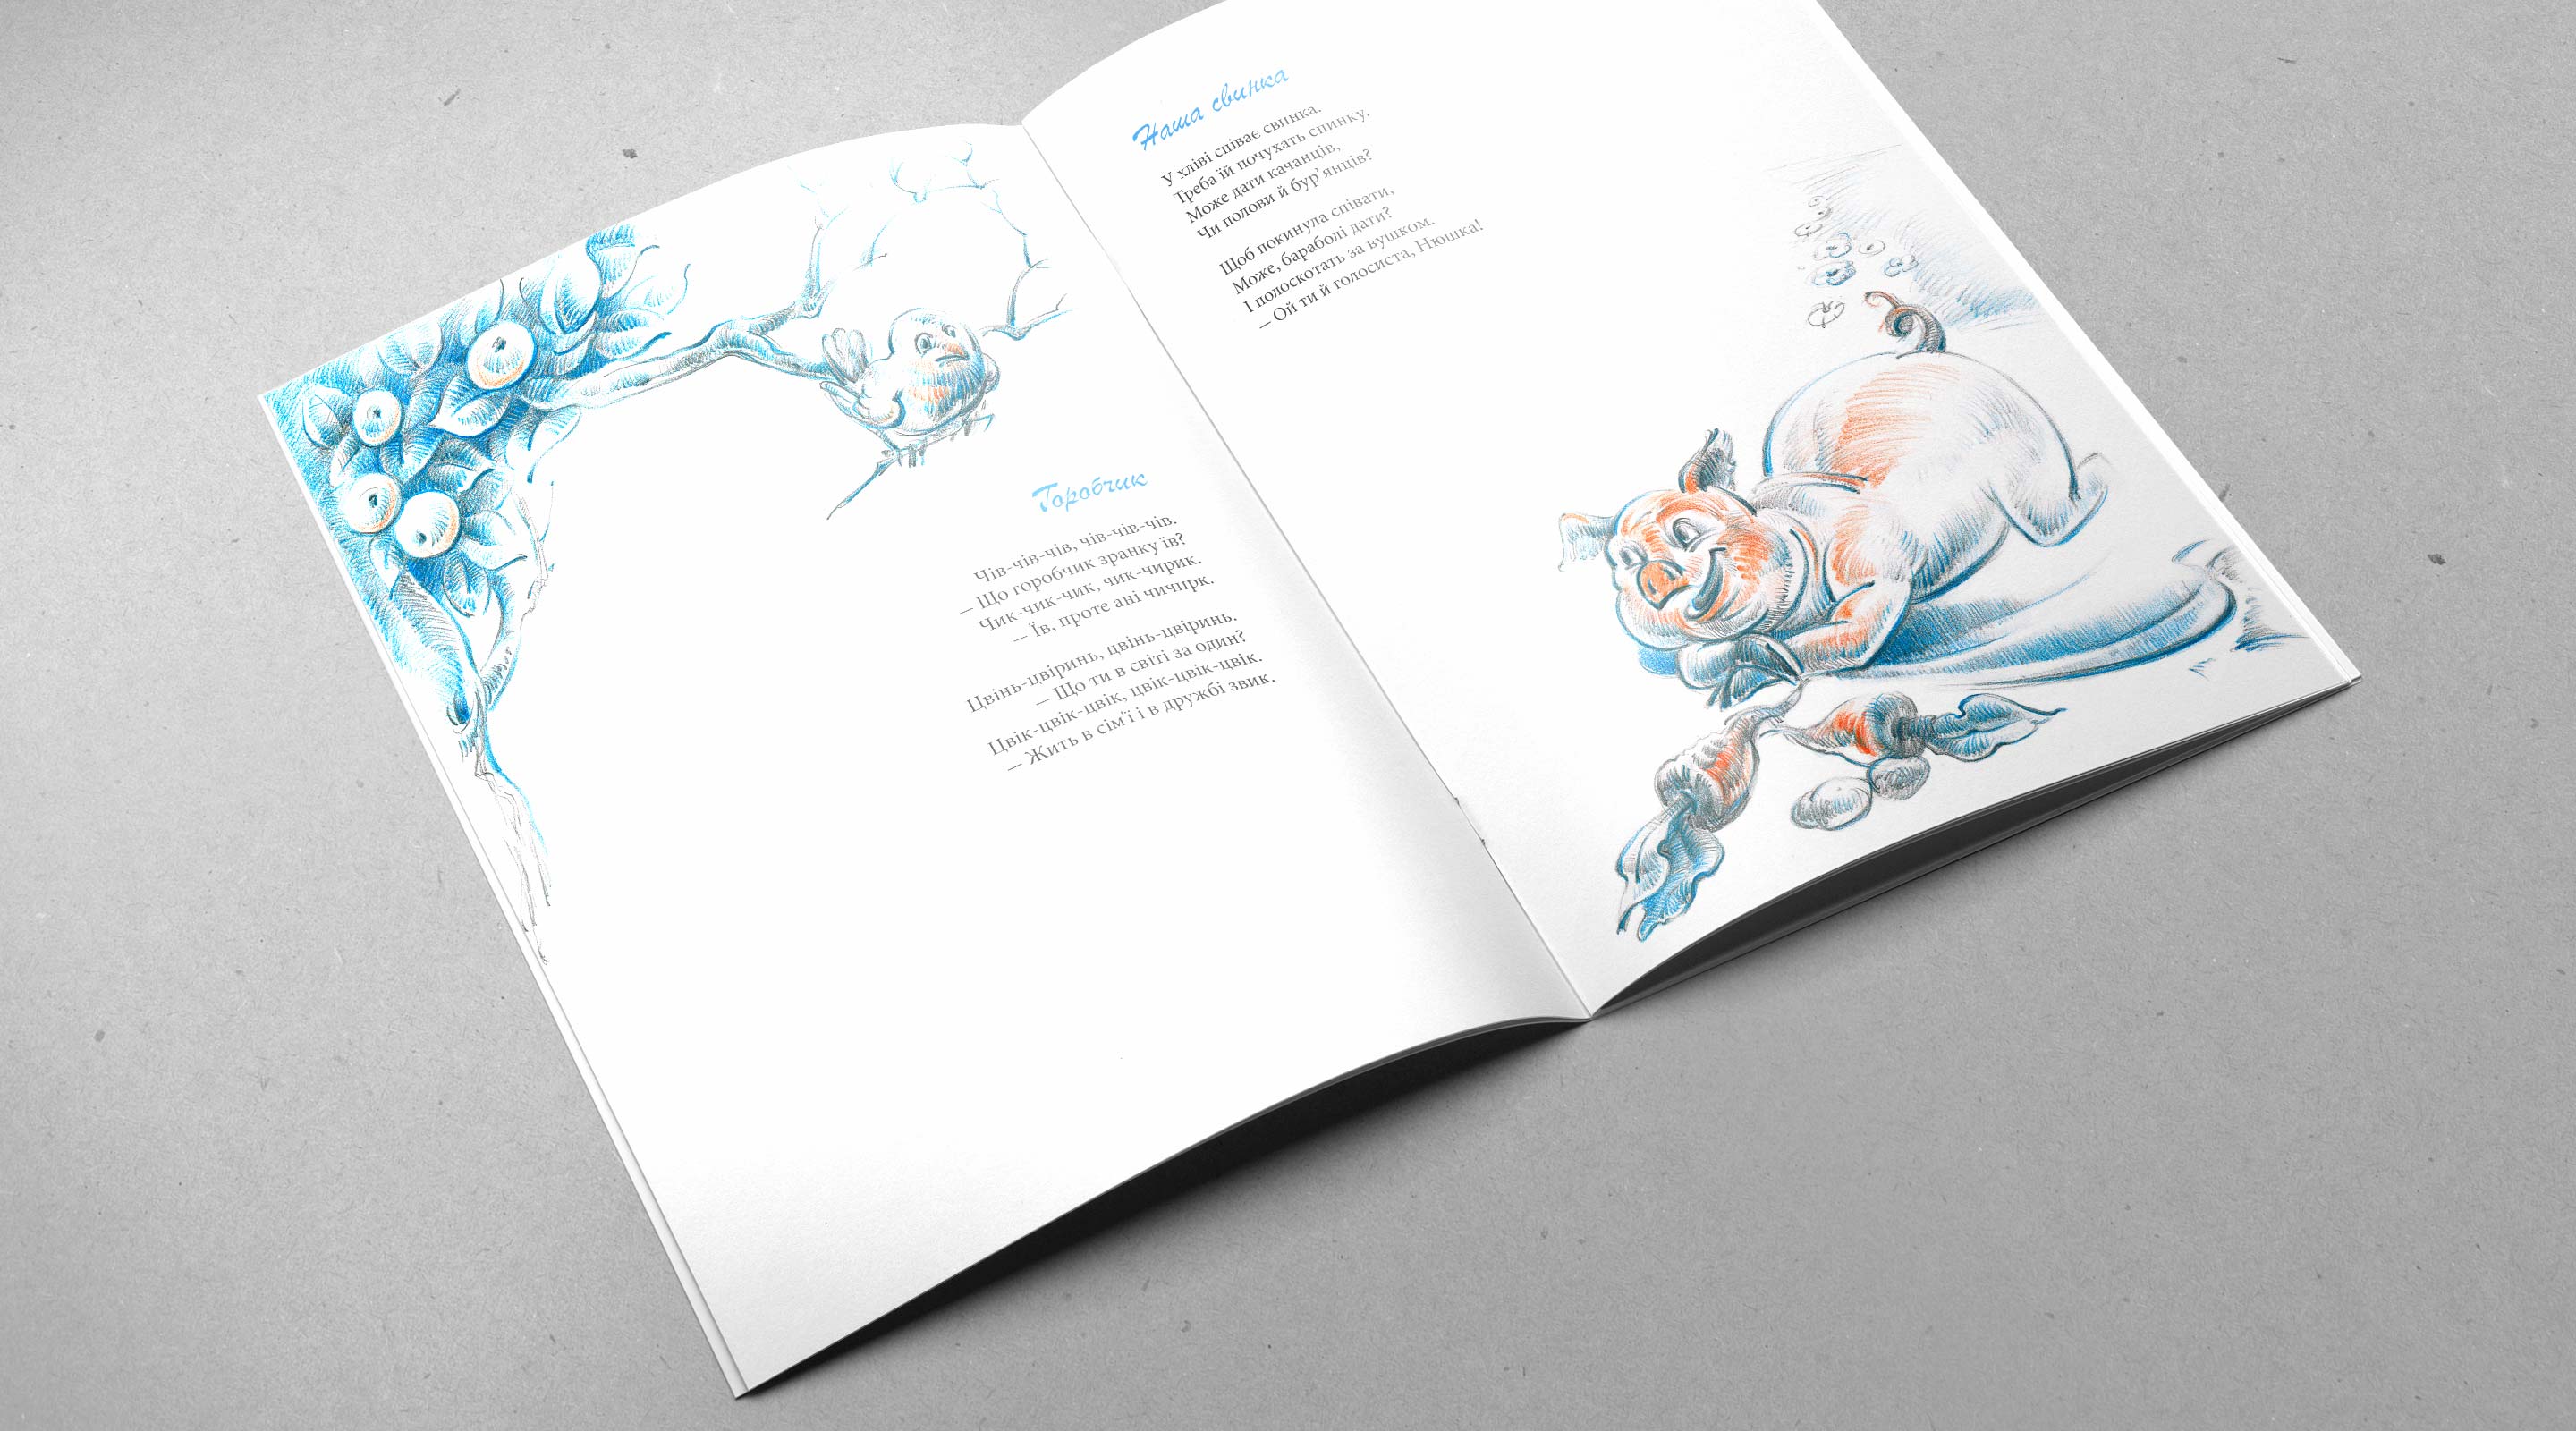 Горобчик
Чів-чів-чів, чів-чів-чів.
— Що горобчик зранку їв?
Чик-чик-чик, чик-чирик.
— Їв, проте ані чичирк.
Цвінь-цвіринь, цвінь-цвіринь.
— Що ти в світі за один?
Цвік-цвік-цвік, цвік-цвік-цвік.
— Жить в сім'ї і в дружбі звик.
Наша свинка
У хліві співає свинка.
Треба їй почухать спинку.
Може дати качанців,
Чи полови й бур'янців?
Щоб покинула співати,
Може, бараболі дати?
І полоскотать за вушком.
— Ой ти й голосиста, Нюшка!